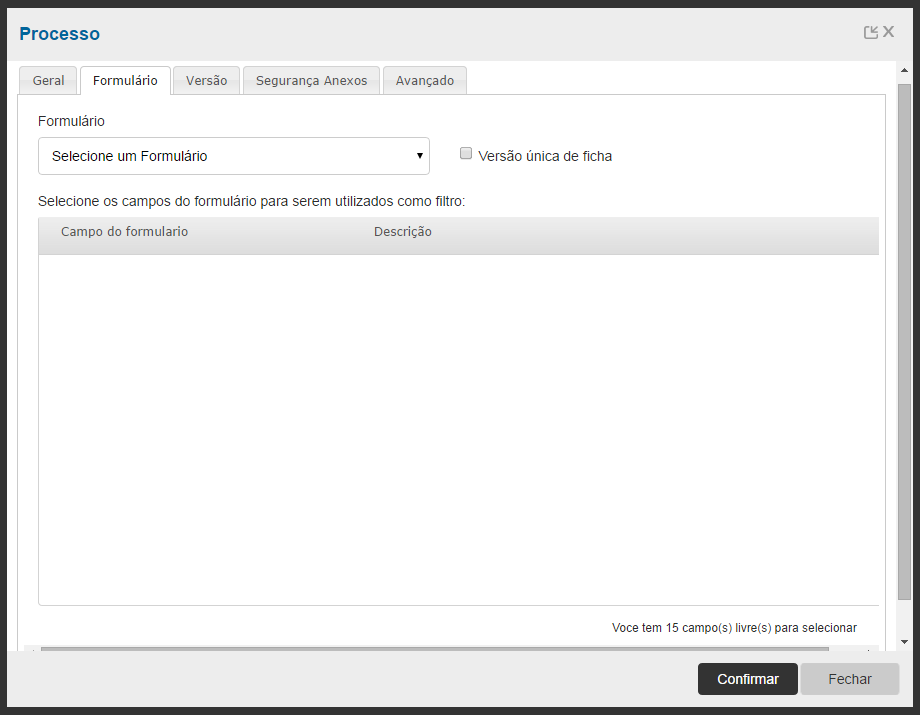 Processo
Geral Formulário Versão Segurança Anexos Avançado
Formulário
Selecione um Formulário
Versão única de ficha
Selecione os campos do formulário para serem utilizados como filtro:
Campo do formulario Descrição
Voce tem 15 campo(s) livre(s) para selecionar
Confirmar Fechar